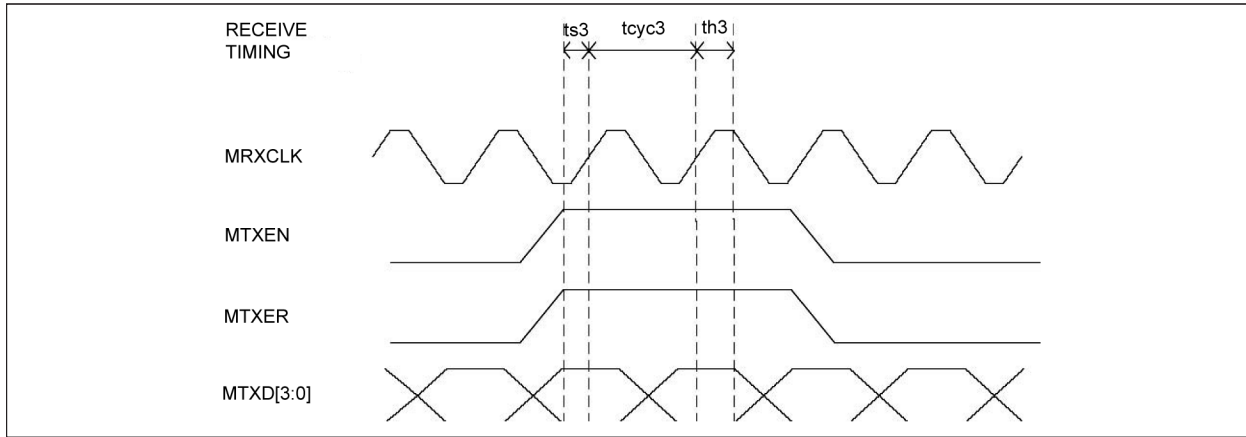 RECEIVE
TIMING
ts3 tcyc3 th3
MRXCLK
MTXEN
MTXER
MTXD[3:0]